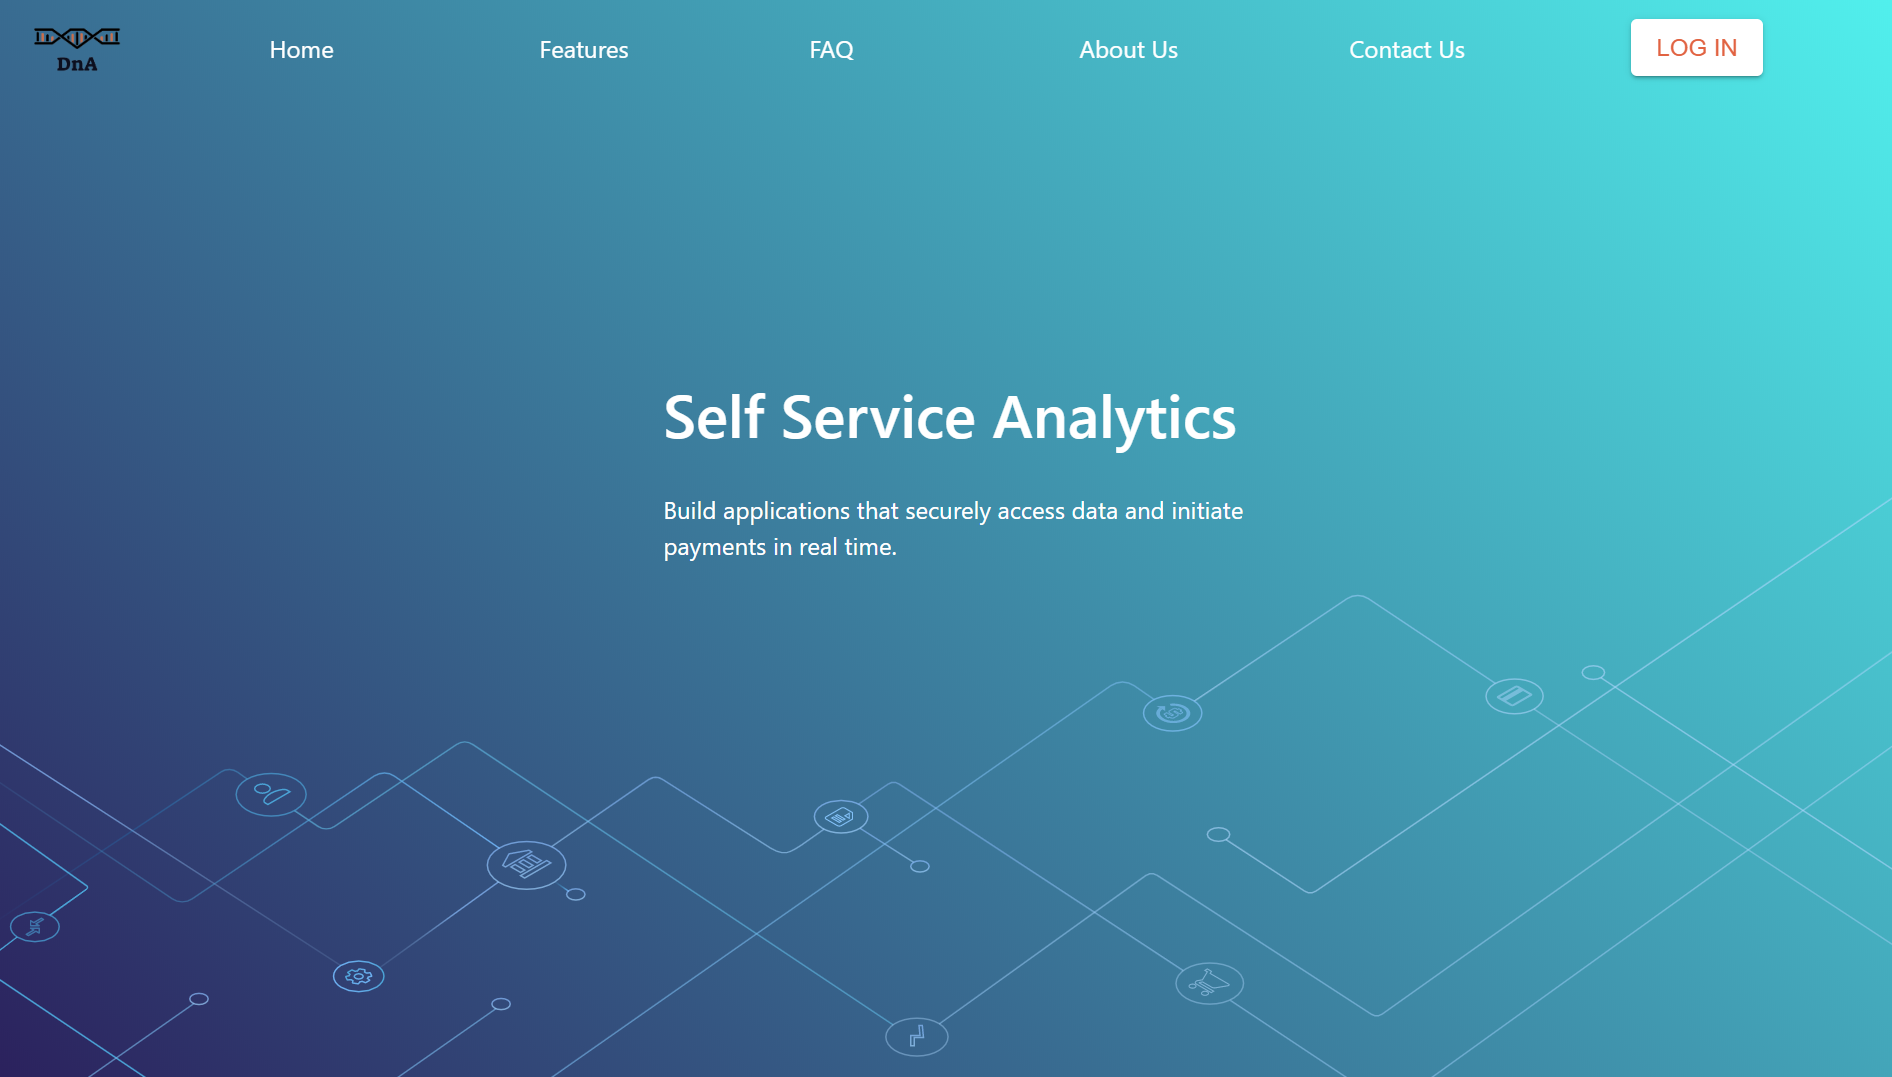 DnA
Home
Features
FAQ
About Us
Contact Us
LOG IN
Self Service Analytics
Build applications that securely access data and initiate
payments in real time.